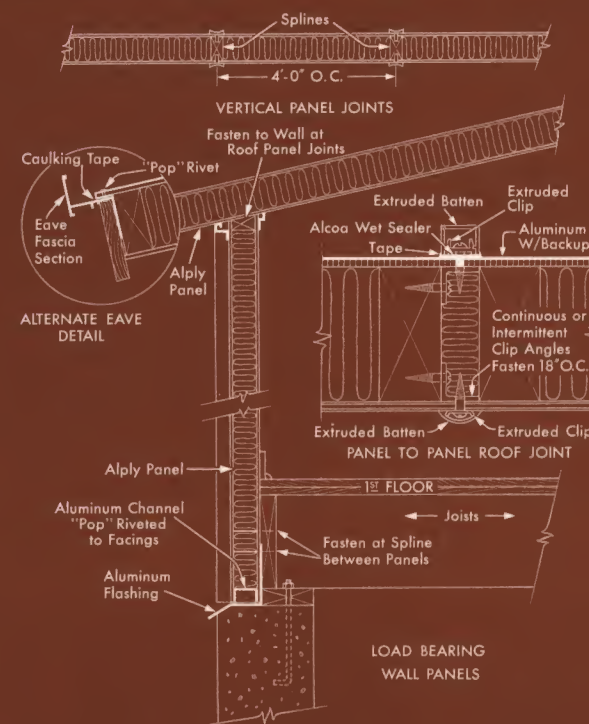 Splines
4'-0" O.C.
VERTICAL PANEL JOINTS
Fasten to Wall at
Roof Panel Joints
Caulking Tape
"Pop" Rivet
Eave
Fascia
Section
Alply
Panel
ALTERNATE EAVE
DETAIL
Extruded Batten
Extruded
Clip
Alcoa Wet Sealer
Tape
Aluminum
W/Backup
Continuous or
Intermittent
Clip Angles
Fasten 18" O.C.
Extruded Batten
Extruded Clip
PANEL TO PANEL ROOF JOINT
Alply Panel
1ST FLOOR
Joists
Aluminum Channel
"Pop" Riveted
to Facings
Fasten at Spline
Between Panels
Aluminum
Flashing
LOAD BEARING
WALL PANELS